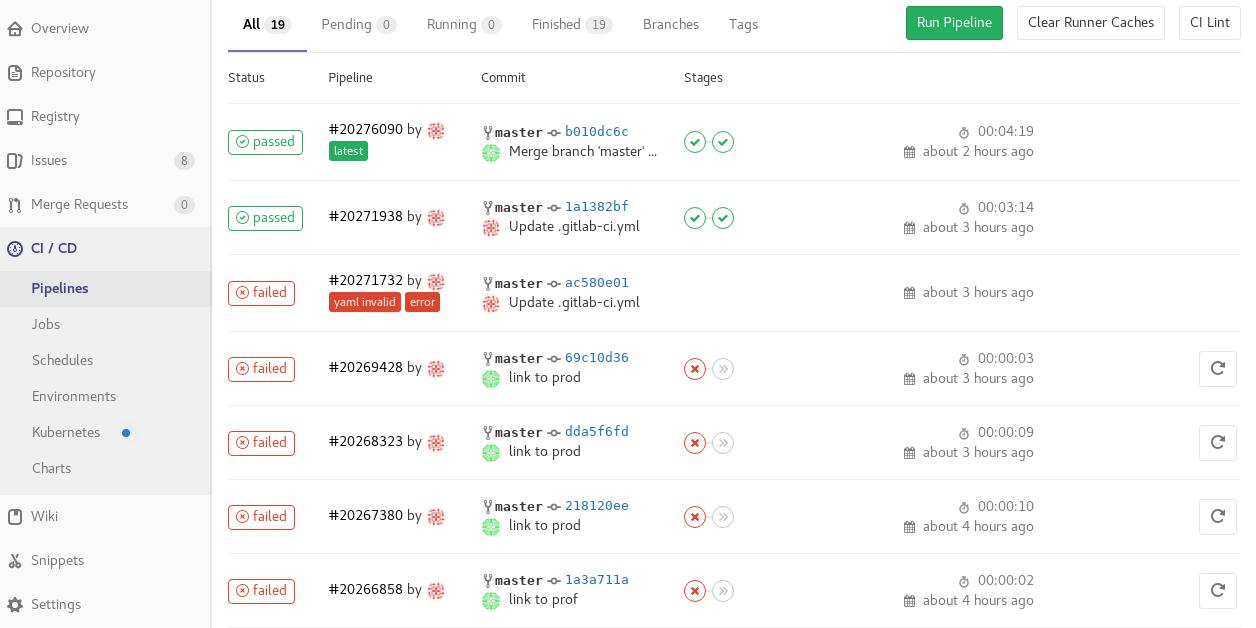 Overview
Repository
Registry
Issues 8
Merge Requests 0
CI / CD
Pipelines
Jobs
Schedules
Environments
Kubernetes
Charts
Wiki
Snippets
Settings
All 19 Pending 0 Running 0 Finished 19 Branches Tags Run Pipeline Clear Runner Caches CI Lint
Status Pipeline Commit Stages
passed #20276090 by master b010dc6c 00:04:19
latest Merge branch 'master' ... about 2 hours ago
passed #20271938 by master 1a1382bf 00:03:14
Update .gitlab-ci.yml about 3 hours ago
failed #20271732 by master ac580e01 about 3 hours ago
yaml invalid error Update .gitlab-ci.yml
failed #20269428 by master 69c10d36 00:00:03
link to prod about 3 hours ago
failed #20268323 by master dda5f6fd 00:00:09
link to prod about 3 hours ago
failed #20267380 by master 218120ee 00:00:10
link to prod about 4 hours ago
failed #20266858 by master 1a3a711a 00:00:02
link to prof about 4 hours ago